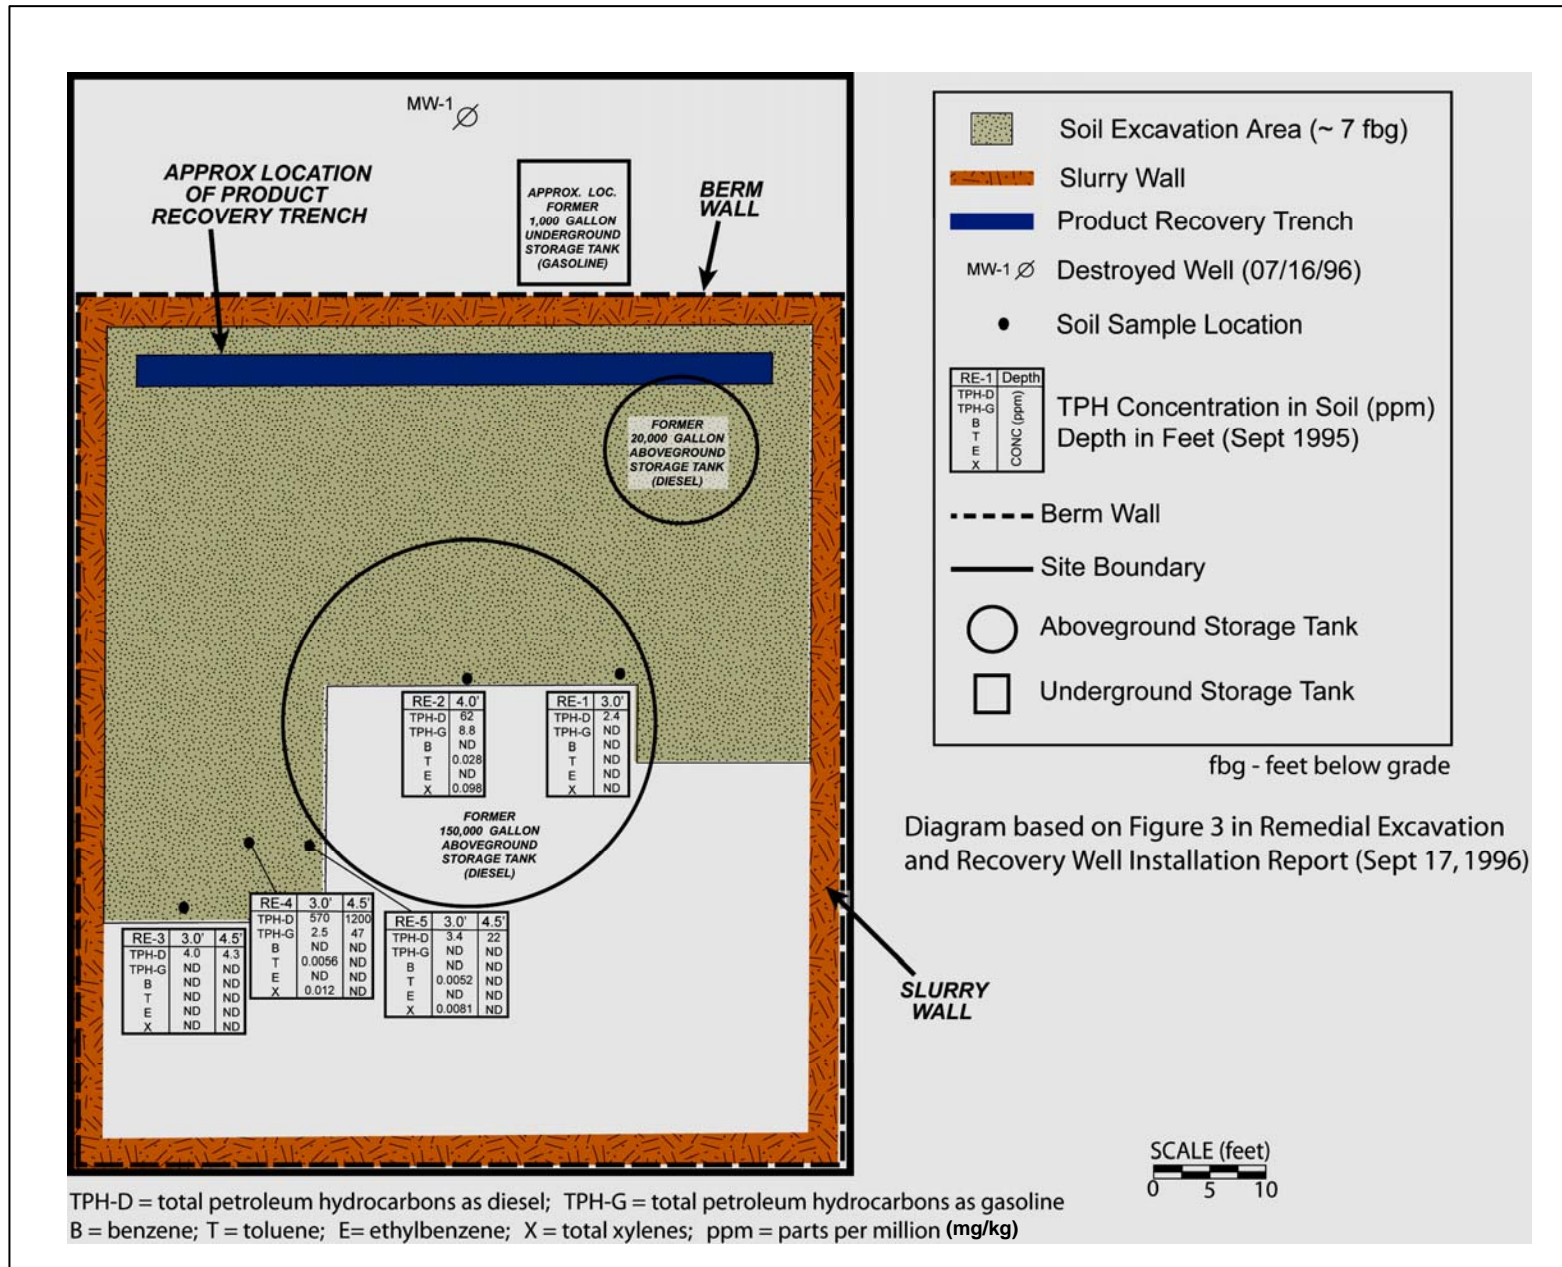 MW-1
APPROX LOCATION
OF PRODUCT
RECOVERY TRENCH
APPROX. LOC.
FORMER
1,000 GALLON
UNDERGROUND
STORAGE TANK
(GASOLINE)
BERM
WALL
FORMER
20,000 GALLON
ABOVEGROUND
STORAGE TANK
(DIESEL)
RE-2 4.0'
TPH-D 62
TPH-G 8.8
B ND
T 0.028
E ND
X 0.098
RE-1 3.0'
TPH-D 2.4
TPH-G ND
B ND
T ND
E ND
X ND
FORMER
150,000 GALLON
ABOVEGROUND
STORAGE TANK
(DIESEL)
RE-4 3.0' 4.5'
TPH-D 570 1200
TPH-G 2.5 47
B ND ND
T 0.0056 ND
E ND ND
X 0.012 ND
RE-5 3.0' 4.5'
TPH-D 3.4 22
TPH-G ND ND
B ND ND
T 0.0052 ND
E ND ND
X 0.0081 ND
RE-3 3.0' 4.5'
TPH-D 4.0 4.3
TPH-G ND ND
B ND ND
T ND ND
E ND ND
X ND ND
SLURRY
WALL
Soil Excavation Area (~ 7 fbg)
Slurry Wall
Product Recovery Trench
MW-1 Destroyed Well (07/16/96)
Soil Sample Location
RE-1 Depth
TPH-D
TPH-G
B
T
E
X
CONC (ppm)
TPH Concentration in Soil (ppm)
Depth in Feet (Sept 1995)
Berm Wall
Site Boundary
Aboveground Storage Tank
Underground Storage Tank
fbg - feet below grade
Diagram based on Figure 3 in Remedial Excavation
and Recovery Well Installation Report (Sept 17, 1996)
SCALE (feet)
0 5 10
TPH-D = total petroleum hydrocarbons as diesel; TPH-G = total petroleum hydrocarbons as gasoline
B = benzene; T = toluene; E= ethylbenzene; X = total xylenes; ppm = parts per million (mg/kg)